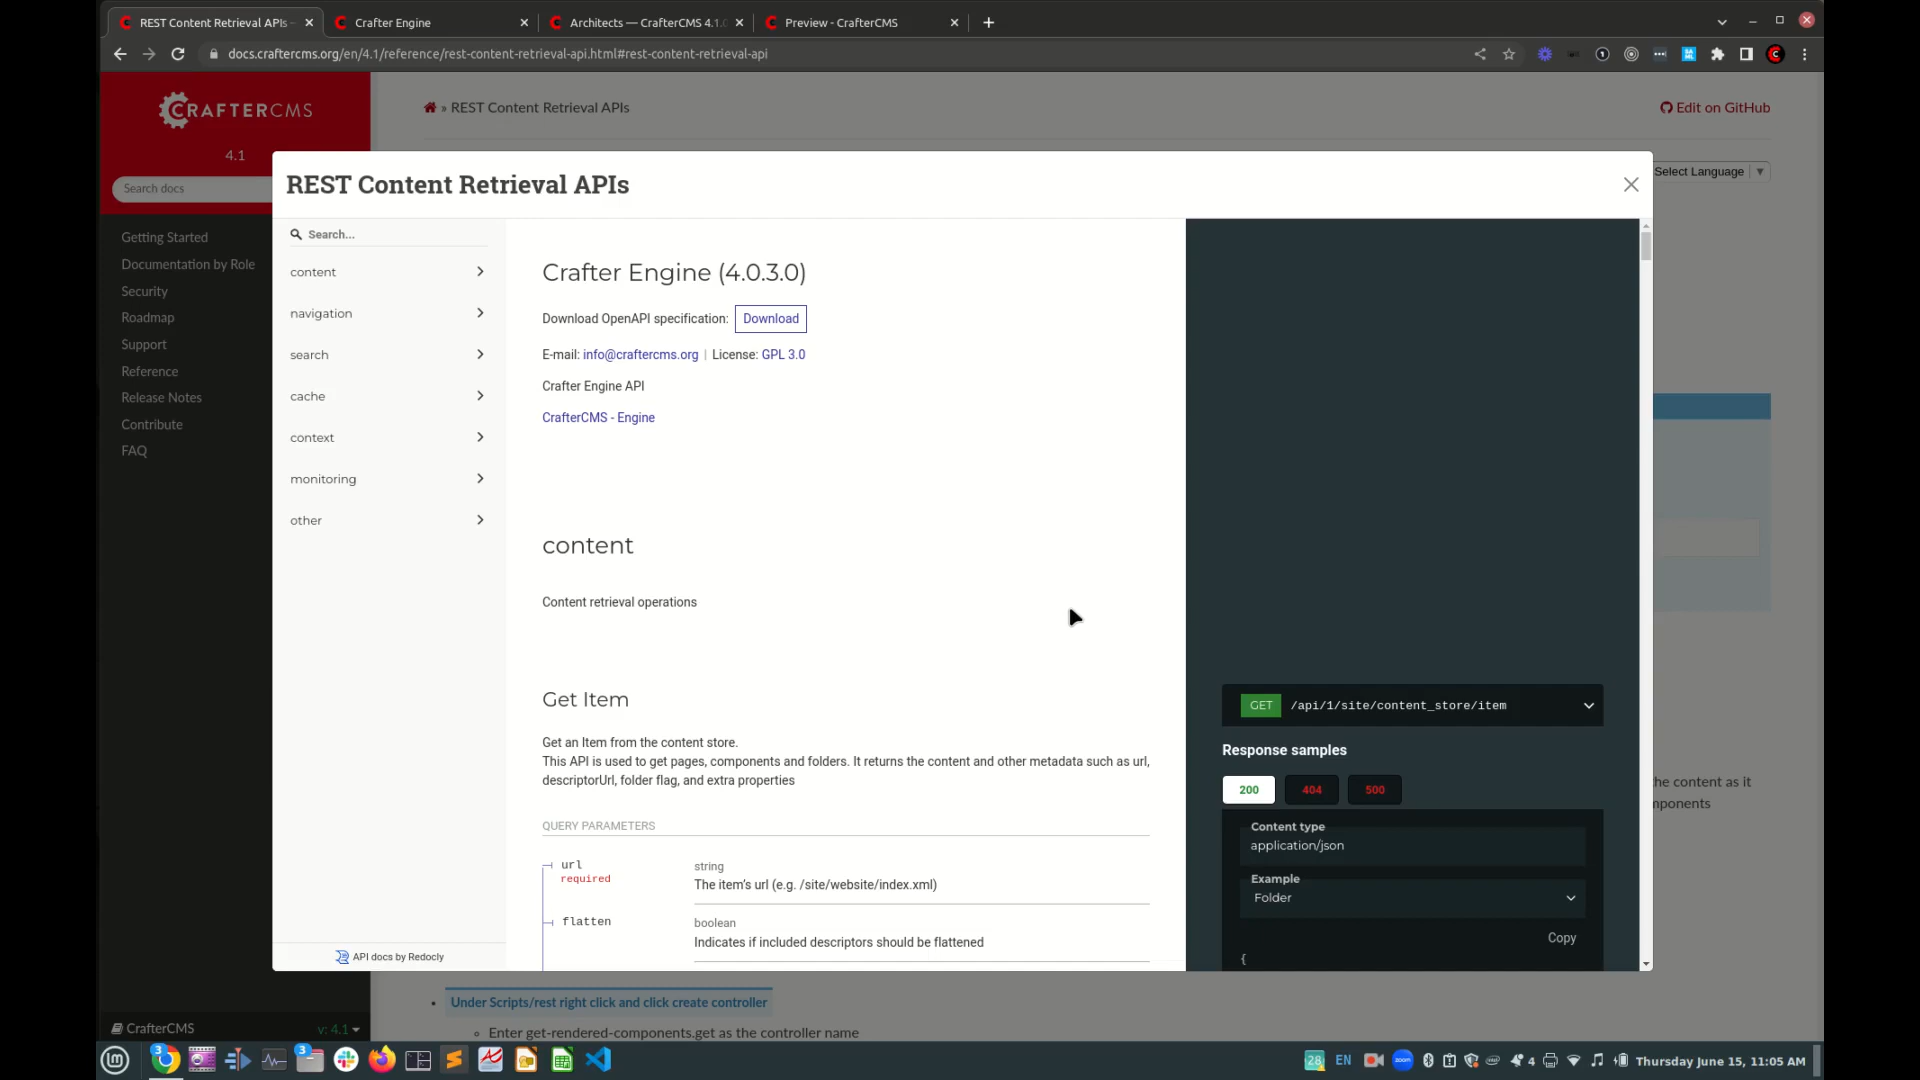 REST Content Retrieval APIs
Crafter Engine
Architects — CrafterCMS 4.1.0
Preview - CrafterCMS
docs.craftercms.org/en/4.1/reference/rest-content-retrieval-api.html#rest-content-retrieval-api
CRAFTERCMS
4.1
Search docs
Getting Started
Documentation by Role
Security
Roadmap
Support
Reference
Release Notes
Contribute
FAQ
CrafterCMS
v: 4.1
» REST Content Retrieval APIs
Edit on GitHub
Select Language
REST Content Retrieval APIs
Search...
content
navigation
search
cache
context
monitoring
other
API docs by Redocly
Crafter Engine (4.0.3.0)
Download OpenAPI specification: Download
E-mail: info@craftercms.org | License: GPL 3.0
Crafter Engine API
CrafterCMS - Engine
content
Content retrieval operations
Get Item
Get an Item from the content store.
This API is used to get pages, components and folders. It returns the content and other metadata such as url,
descriptorUrl, folder flag, and extra properties
QUERY PARAMETERS
url
required
string
The item's url (e.g. /site/website/index.xml)
flatten
boolean
Indicates if included descriptors should be flattened
GET /api/1/site/content_store/item
Response samples
200 404 500
Content type
application/json
Example
Folder
Copy
{
the content as it
mponents
Under Scripts/rest right click and click create controller
Enter get-rendered-components.get as the controller name
3
3
28
EN
zoom
4
Thursday June 15, 11:05 AM